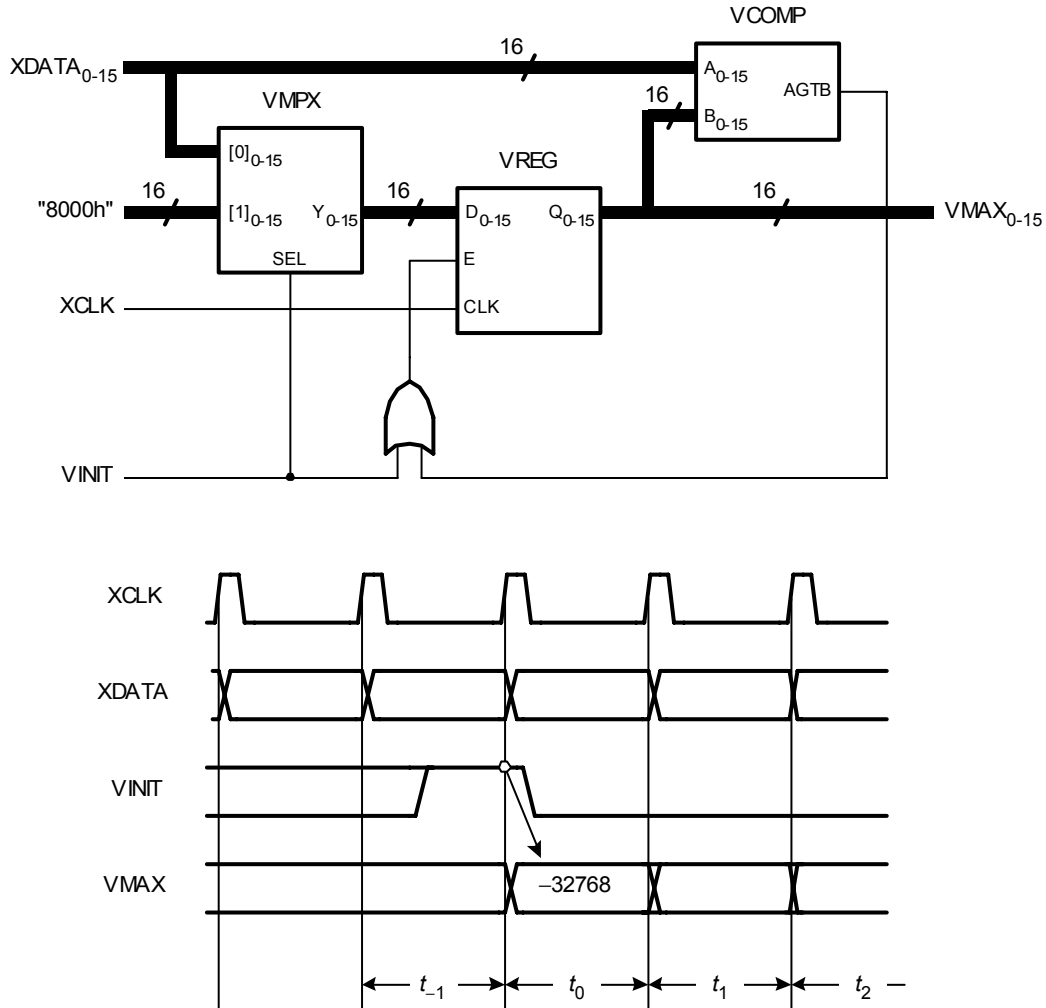 VCOMP
XDATA0-15
16
A0-15
AGTB
16
B0-15
VMPX
[0]0-15
VREG
"8000h"
16
[1]0-15
Y0-15
16
D0-15
Q0-15
16
VMAX0-15
SEL
E
XCLK
CLK
VINIT
XCLK
XDATA
VINIT
VMAX
–32768
t–1
t0
t1
t2